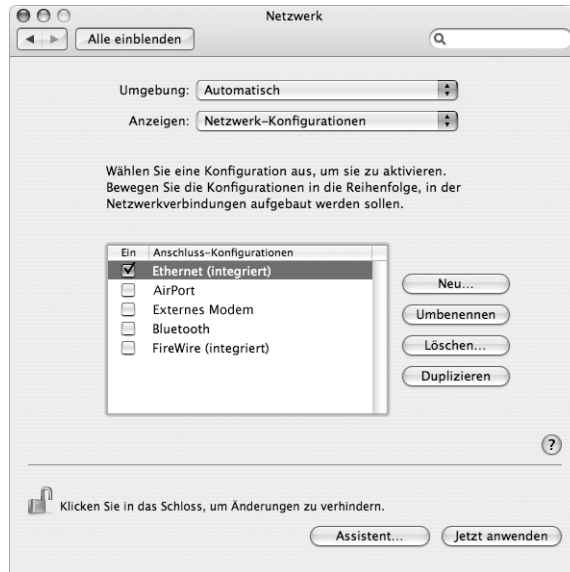 Netzwerk
Alle einblenden
Umgebung: Automatisch
Anzeigen: Netzwerk-Konfigurationen
Wählen Sie eine Konfiguration aus, um sie zu aktivieren.
Bewegen Sie die Konfigurationen in die Reihenfolge, in der
Netzwerkverbindungen aufgebaut werden sollen.
Ein Anschluss-Konfigurationen
Ethernet (integriert)
AirPort
Externes Modem
Bluetooth
FireWire (integriert)
Neu...
Umbenennen
Löschen...
Duplizieren
?
Klicken Sie in das Schloss, um Änderungen zu verhindern.
Assistent... Jetzt anwenden